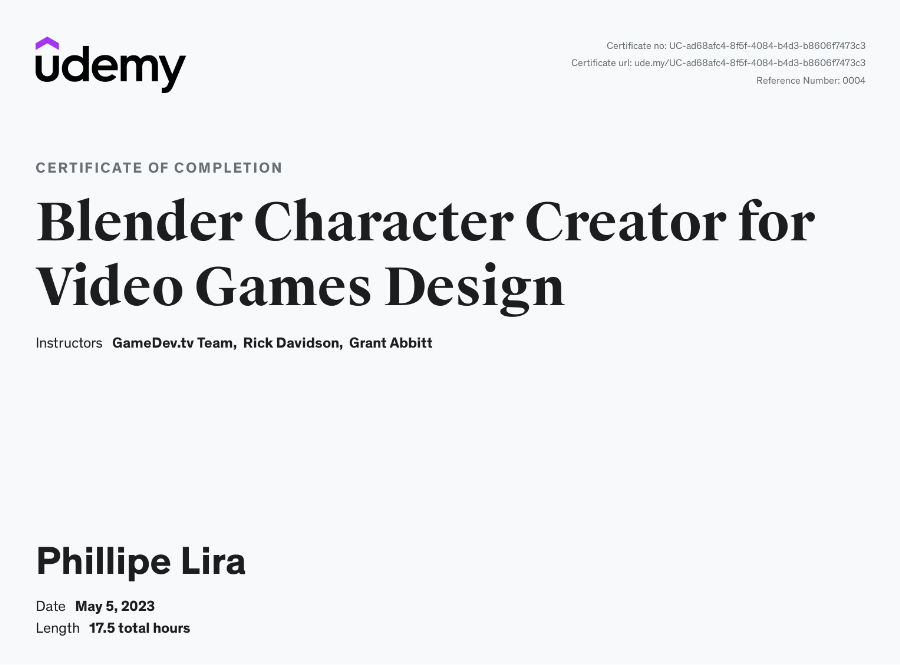 udemy
Certificate no: UC-ad68afc4-8f5f-4084-b4d3-b8606f7473c3
Certificate url: ude.my/UC-ad68afc4-8f5f-4084-b4d3-b8606f7473c3
Reference Number: 0004
CERTIFICATE OF COMPLETION
Blender Character Creator for
Video Games Design
Instructors GameDev.tv Team, Rick Davidson, Grant Abbitt
Phillipe Lira
Date May 5, 2023
Length 17.5 total hours